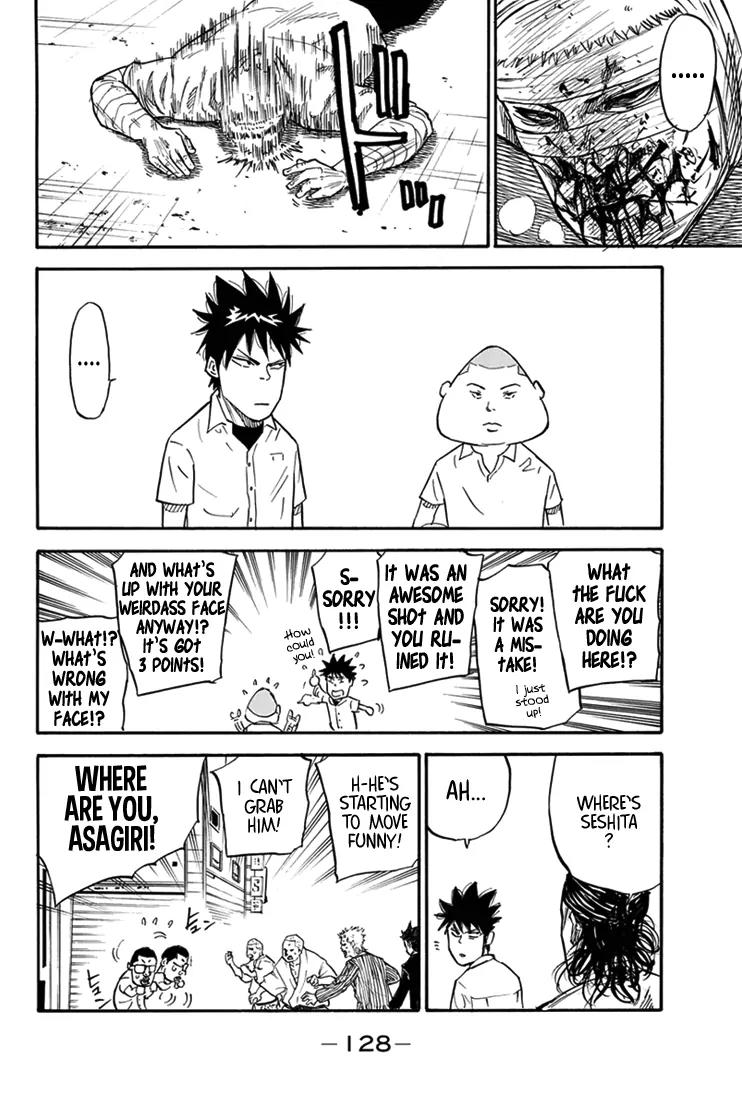 .....
.....
WHAT
THE FUCK
ARE YOU
DOING
HERE!?
SORRY!
IT WAS
A MIS-
TAKE!
I just
stood
up!
IT WAS AN
AWESOME
SHOT AND
YOU RU-
INED IT!
S-
SORRY
!!!
How
could
you!
AND WHAT'S
UP WITH YOUR
WEIRDASS FACE
ANYWAY!?
IT'S GOT
3 POINTS!
W-WHAT!?
WHAT'S
WRONG
WITH MY
FACE!?
WHERE'S
SESHITA
?
AH...
H-HE'S
STARTING
TO MOVE
FUNNY!
I CAN'T
GRAB
HIM!
WHERE
ARE YOU,
ASAGIRI!
-128-